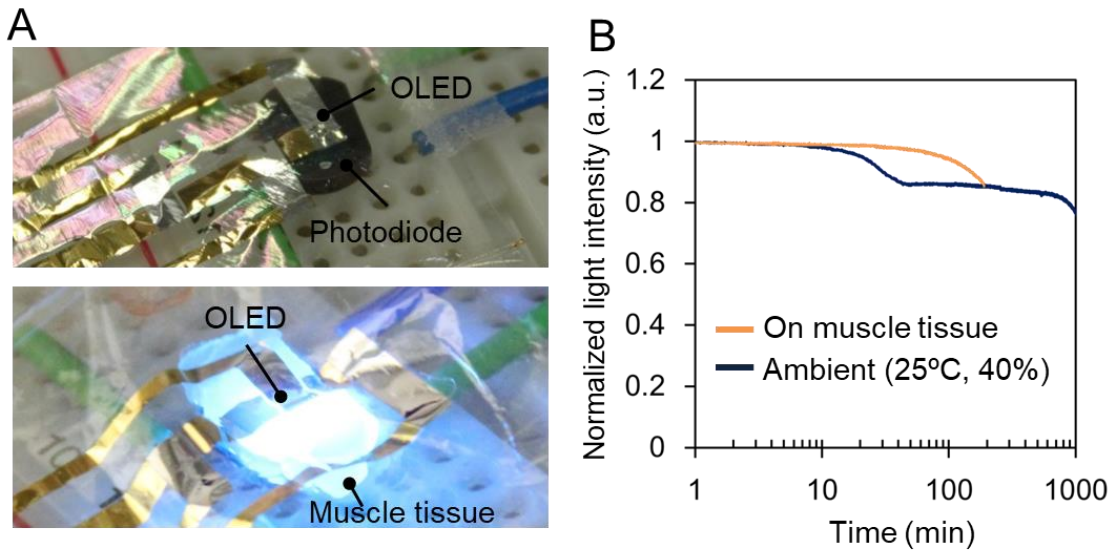 A
OLED
Photodiode
OLED
Muscle tissue
10
B
Normalized light intensity (a.u.)
1.2
1
0.8
0.6
0.4
0.2
0
On muscle tissue
Ambient (25ºC, 40%)
1
10
100
1000
Time (min)